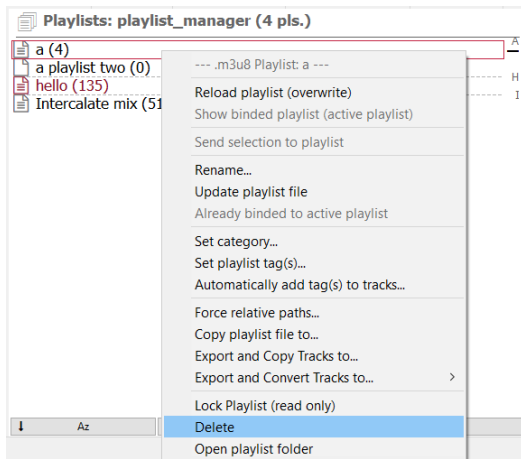 Playlists: playlist_manager (4 pls.)
a (4)
a playlist two (0)
hello (135)
Intercalate mix (51
A
H
I
--- .m3u8 Playlist: a ---
Reload playlist (overwrite)
Show binded playlist (active playlist)
Send selection to playlist
Rename...
Update playlist file
Already binded to active playlist
Set category...
Set playlist tag(s)...
Automatically add tag(s) to tracks...
Force relative paths...
Copy playlist file to...
Export and Copy Tracks to...
Export and Convert Tracks to...
Lock Playlist (read only)
Delete
Open playlist folder
Az